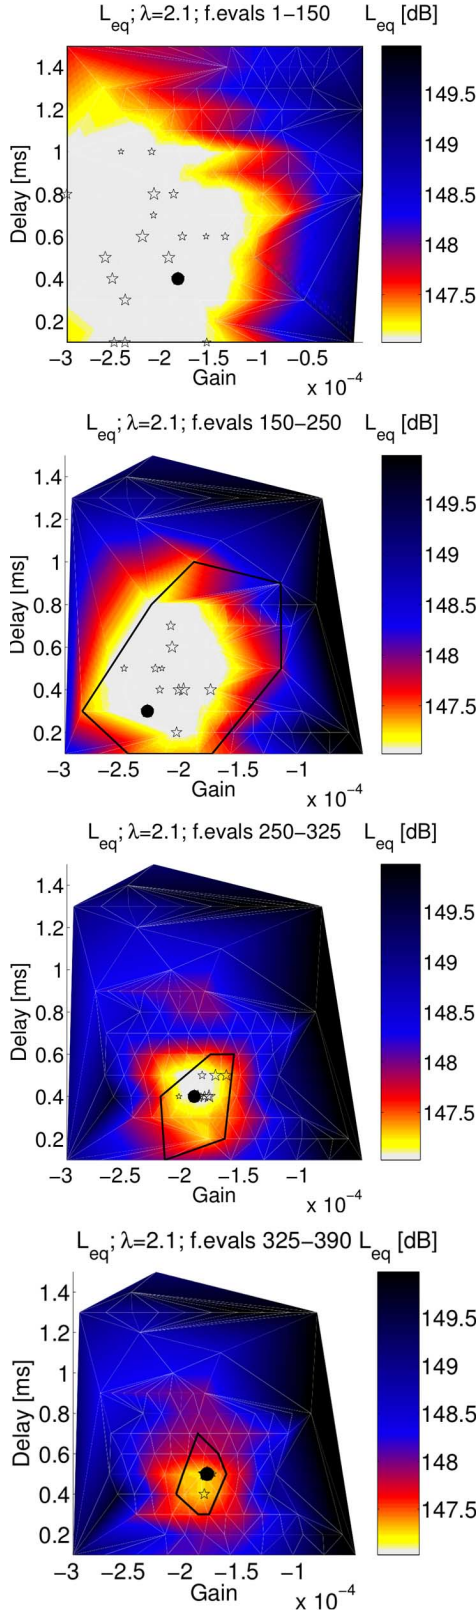 L_eq; λ=2.1; f.evals 1−150 L_eq [dB]
1.4
1.2
1
0.8
0.6
0.4
0.2
Delay [ms]
149.5
149
148.5
148
147.5
−3 −2.5 −2 −1.5 −1 −0.5
Gain
x 10^−4
L_eq; λ=2.1; f.evals 150−250 L_eq [dB]
1.4
1.2
1
0.8
0.6
0.4
0.2
Delay [ms]
149.5
149
148.5
148
147.5
−3 −2.5 −2 −1.5 −1
Gain
x 10^−4
L_eq; λ=2.1; f.evals 250−325 L_eq [dB]
1.4
1.2
1
0.8
0.6
0.4
0.2
Delay [ms]
149.5
149
148.5
148
147.5
−3 −2.5 −2 −1.5 −1
Gain
x 10^−4
L_eq; λ=2.1; f.evals 325−390 L_eq [dB]
1.4
1.2
1
0.8
0.6
0.4
0.2
Delay [ms]
149.5
149
148.5
148
147.5
−3 −2.5 −2 −1.5 −1
Gain
x 10^−4